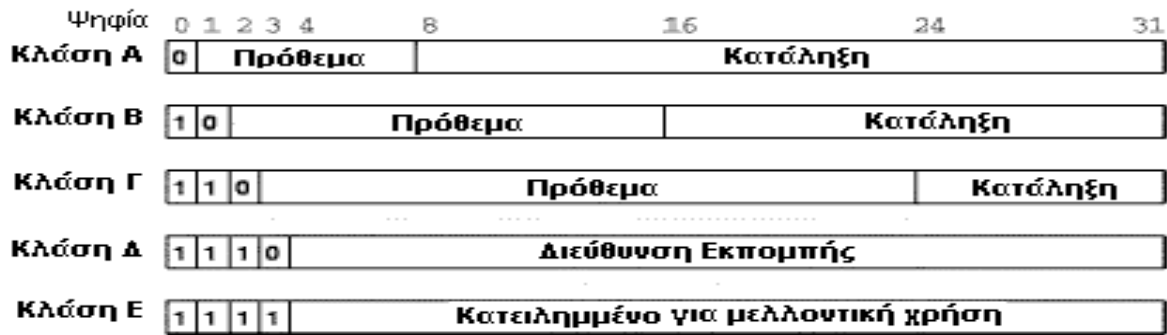 Ψηφία 0 1 2 3 4 8 16 24 31
Κλάση Α 0 Πρόθεμα Κατάληξη
Κλάση Β 1 0 Πρόθεμα Κατάληξη
Κλάση Γ 1 1 0 Πρόθεμα Κατάληξη
Κλάση Δ 1 1 1 0 Διεύθυνση Εκπομπής
Κλάση Ε 1 1 1 1 Κατειλημμένο για μελλοντική χρήση